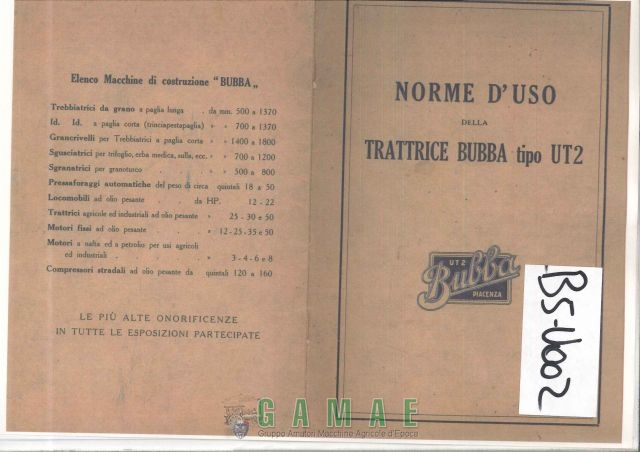 Elenco Macchine di costruzione "BUBBA„
Trebbiatrici da grano a paglia lunga . da mm. 500 a 1370
Id. Id. a paglia corta (trinciapestapaglia) » » 700 a 1370
Grancrivelli per Trebbiatrici a paglia corta » » 1400 a 1800
Sgusciatrici per trifoglio, erba medica, sulla, ecc. » » 700 a 1200
Sgranatrici per granoturco . . » » 500 a 800
Pressaforaggi automatiche del peso di circa quintali 18 a 50
Locomobili ad olio pesante . . da HP. 12 - 22
Trattrici agricole ed industriali ad olio pesante » 25 - 30 e 50
Motori fissi ad olio pesante . . . » 12 - 25 - 35 e 50
Motori a nafta ed a petrolio per usi agricoli
ed industriali . . . . . » 3 - 4 - 6 e 8
Compressori stradali ad olio pesante da quintali 120 a 160
LE PIÙ ALTE ONORIFICENZE
IN TUTTE LE ESPOSIZIONI PARTECIPATE
NORME D'USO
DELLA
TRATTRICE BUBBA tipo UT2
UT2
Bubba
PIACENZA
BS-U002
GAMAE
Gruppo Amatori Macchine Agricole d'Epoca